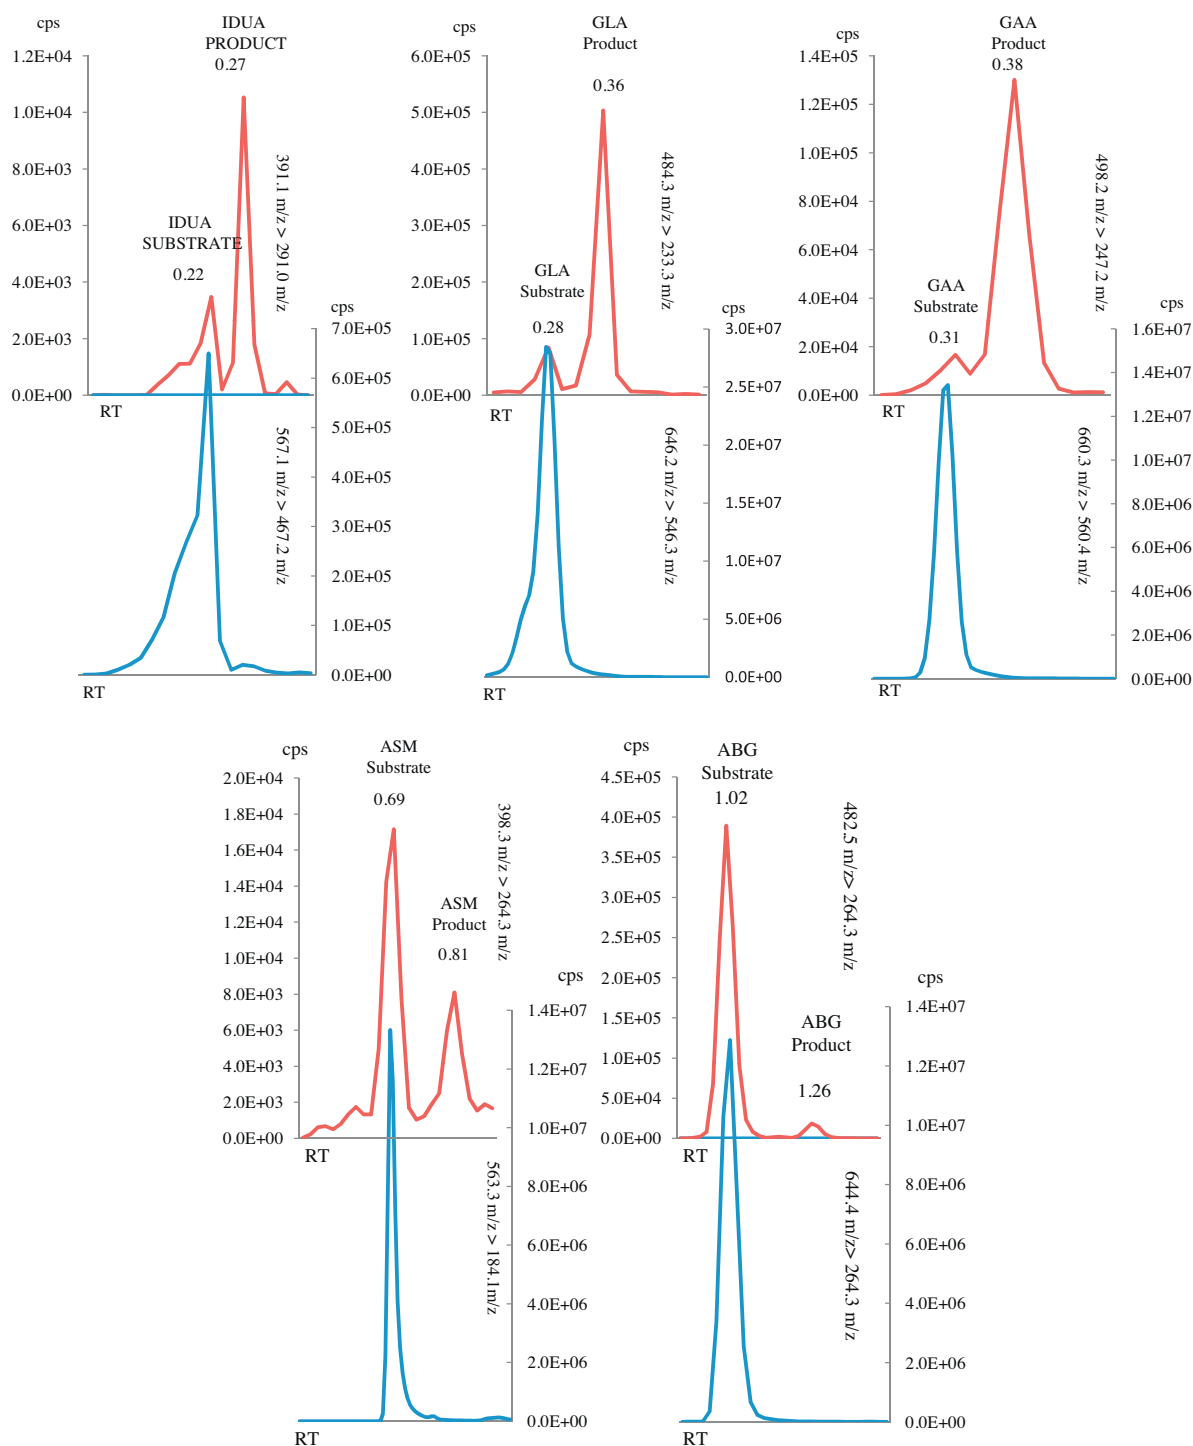 cps
IDUA
PRODUCT
0.27
1.2E+04
1.0E+04
8.0E+03
6.0E+03
4.0E+03
2.0E+03
0.0E+00
IDUA
SUBSTRATE
0.22
391.1 m/z > 291.0 m/z
RT
cps
7.0E+05
6.0E+05
5.0E+05
4.0E+05
3.0E+05
2.0E+05
1.0E+05
0.0E+00
567.1 m/z > 467.2 m/z
RT
cps
GLA
Product
0.36
6.0E+05
5.0E+05
4.0E+05
3.0E+05
2.0E+05
1.0E+05
0.0E+00
GLA
Substrate
0.28
484.3 m/z > 233.3 m/z
RT
cps
3.0E+07
2.5E+07
2.0E+07
1.5E+07
1.0E+07
5.0E+06
0.0E+00
646.2 m/z > 546.3 m/z
RT
cps
GAA
Product
0.38
1.4E+05
1.2E+05
1.0E+05
8.0E+04
6.0E+04
4.0E+04
2.0E+04
0.0E+00
GAA
Substrate
0.31
498.2 m/z > 247.2 m/z
RT
cps
1.6E+07
1.4E+07
1.2E+07
1.0E+07
8.0E+06
6.0E+06
4.0E+06
2.0E+06
0.0E+00
660.3 m/z > 560.4 m/z
RT
cps
ASM
Substrate
0.69
2.0E+04
1.8E+04
1.6E+04
1.4E+04
1.2E+04
1.0E+04
8.0E+03
6.0E+03
4.0E+03
2.0E+03
0.0E+00
ASM
Product
0.81
398.3 m/z > 264.3 m/z
RT
cps
1.4E+07
1.2E+07
1.0E+07
8.0E+06
6.0E+06
4.0E+06
2.0E+06
0.0E+00
563.3 m/z > 184.1m/z
RT
cps
ABG
Substrate
1.02
4.5E+05
4.0E+05
3.5E+05
3.0E+05
2.5E+05
2.0E+05
1.5E+05
1.0E+05
5.0E+04
0.0E+00
ABG
Product
1.26
482.5 m/z> 264.3 m/z
RT
cps
1.4E+07
1.2E+07
1.0E+07
8.0E+06
6.0E+06
4.0E+06
2.0E+06
0.0E+00
644.4 m/z> 264.3 m/z
RT